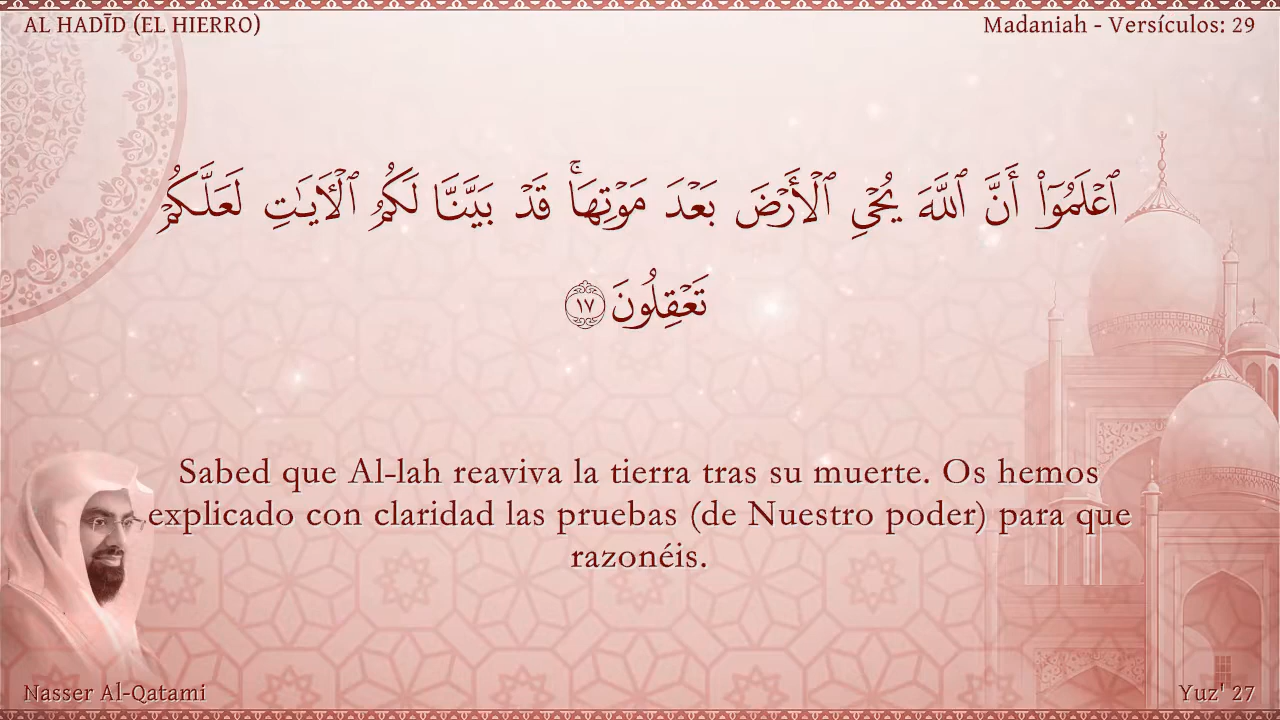 AL HADĪD (EL HIERRO)
Madaniah - Versículos: 29
ٱعْلَمُوٓا۟ أَنَّ ٱللَّهَ يُحْىِ ٱلْأَرْضَ بَعْدَ مَوْتِهَا ۚ قَدْ بَيَّنَّا لَكُمُ ٱلْـَٔايَـٰتِ لَعَلَّكُمْ
تَعْقِلُونَ ١٧
Sabed que Al-lah reaviva la tierra tras su muerte. Os hemos
explicado con claridad las pruebas (de Nuestro poder) para que
razonéis.
Nasser Al-Qatami
Yuz' 27